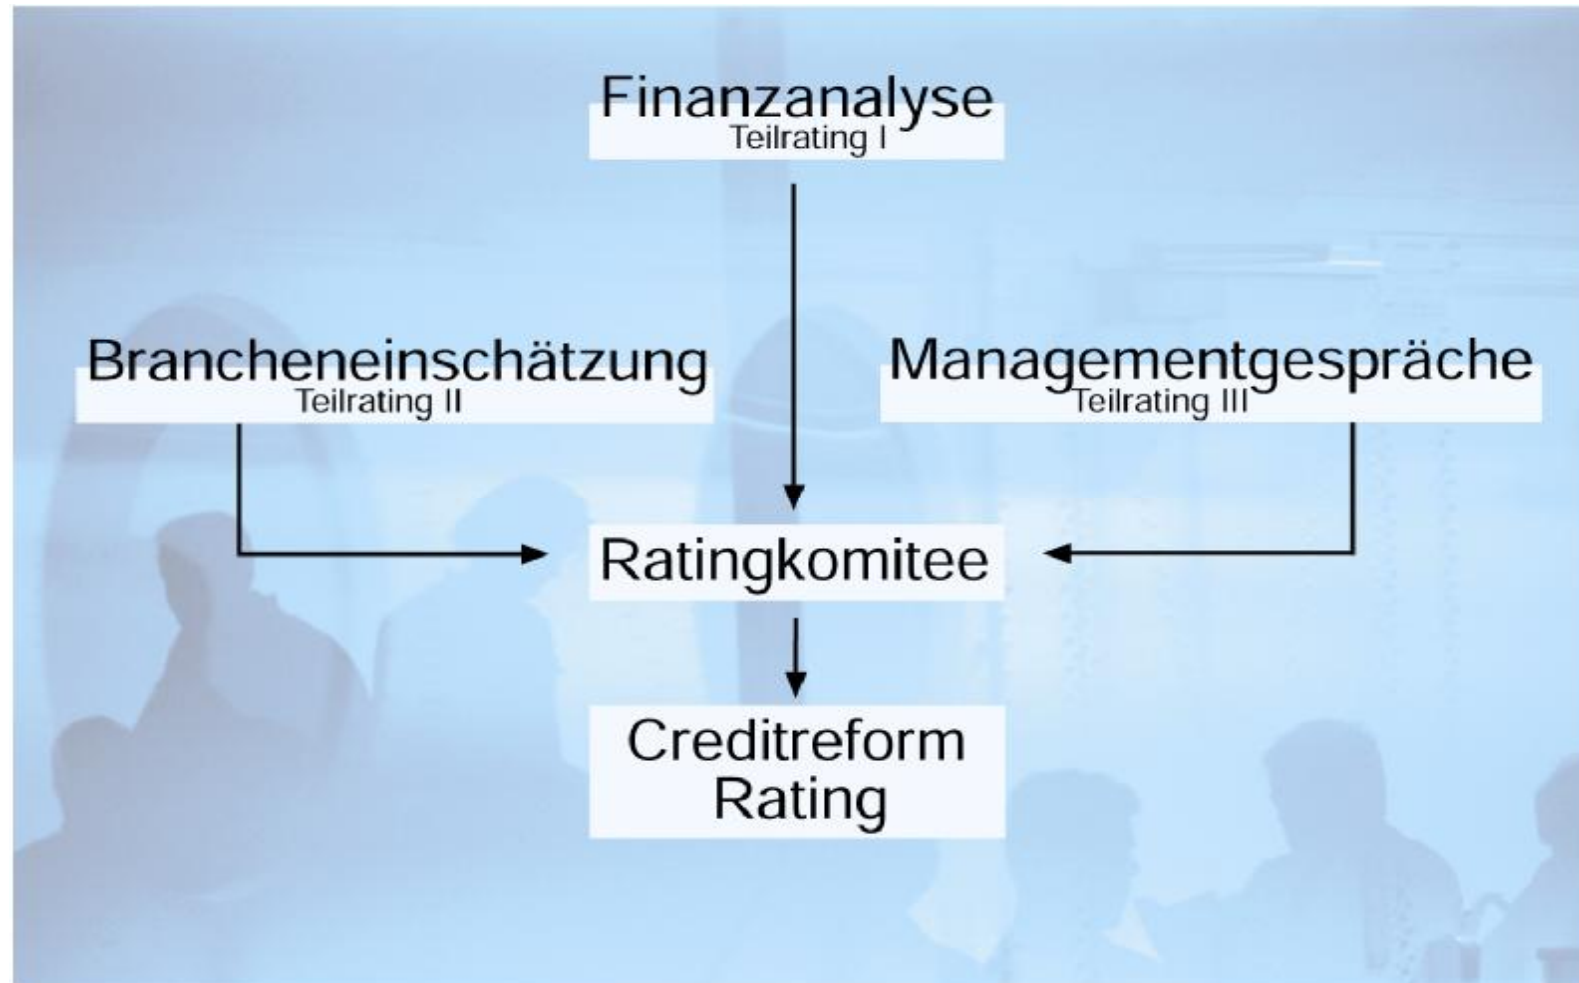 Finanzanalyse
Teilrating I
Brancheneinschätzung
Teilrating II
Managementgespräche
Teilrating III
Ratingkomitee
Creditreform
Rating